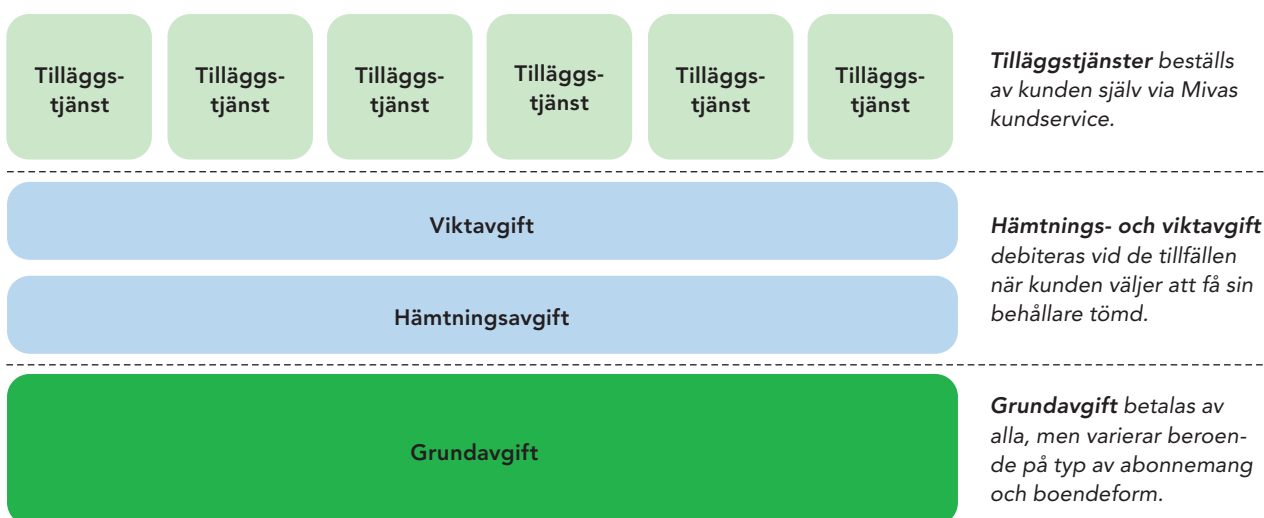 Tilläggs-
tjänst
Tilläggs-
tjänst
Tilläggs-
tjänst
Tilläggs-
tjänst
Tilläggs-
tjänst
Tilläggs-
tjänst
Tilläggstjänster beställs
av kunden själv via Mivas
kundservice.
Viktavgift
Hämtningsavgift
Hämtnings- och viktavgift
debiteras vid de tillfällen
när kunden väljer att få sin
behållare tömd.
Grundavgift
Grundavgift betalas av
alla, men varierar beroen-
de på typ av abonnemang
och boendeform.